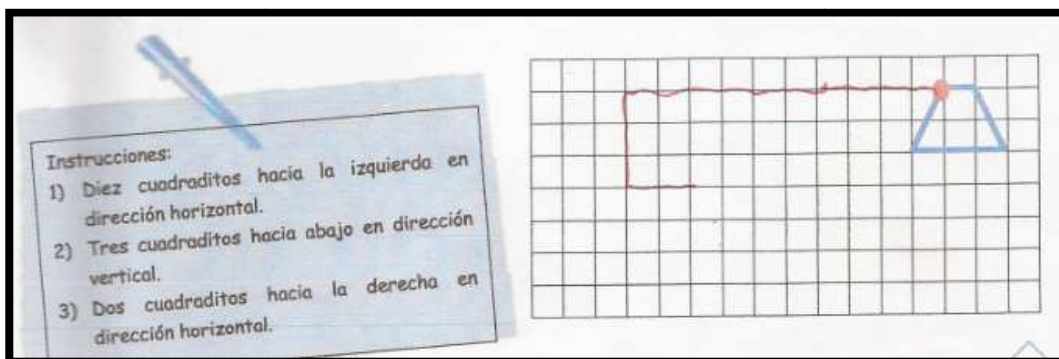 Instrucciones:
1) Diez cuadraditos hacia la izquierda en
dirección horizontal.
2) Tres cuadraditos hacia abajo en dirección
vertical.
3) Dos cuadraditos hacia la derecha en
dirección horizontal.